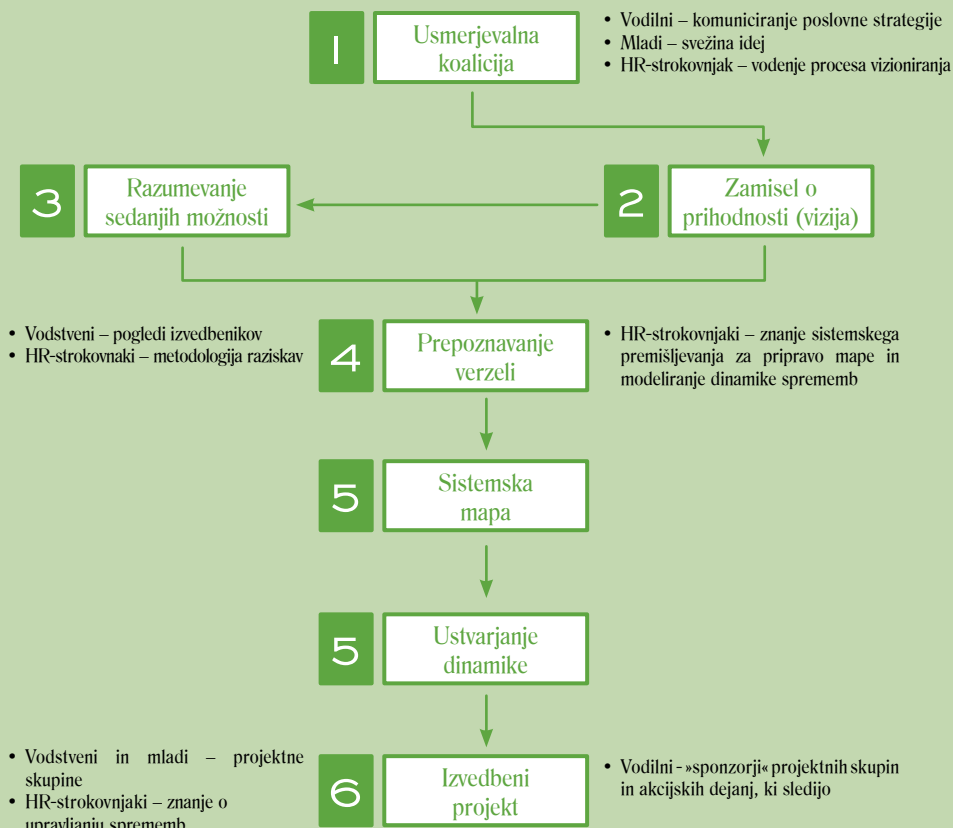 1
Usmerjevalna
koalicija
• Vodilni – komuniciranje poslovne strategije
• Mladi – svežina idej
• HR-strokovnjak – vodenje procesa vizioniranja
3
Razumevanje
sedanjih možnosti
2
Zamisel o
prihodnosti (vizija)
• Vodstveni – pogledi izvedbenikov
• HR-strokovnaki – metodologija raziskav
4
Prepoznavanje
verzeli
• HR-strokovnjaki – znanje sistemskega
premišljevanja za pripravo mape in
modeliranje dinamike sprememb
5
Sistemska
mapa
5
Ustvarjanje
dinamike
• Vodstveni in mladi – projektne
skupine
• HR-strokovnjaki – znanje o
upravljanju sprememb
6
Izvedbeni
projekt
• Vodilni - »sponzorji« projektnih skupin
in akcijskih dejanj, ki sledijo